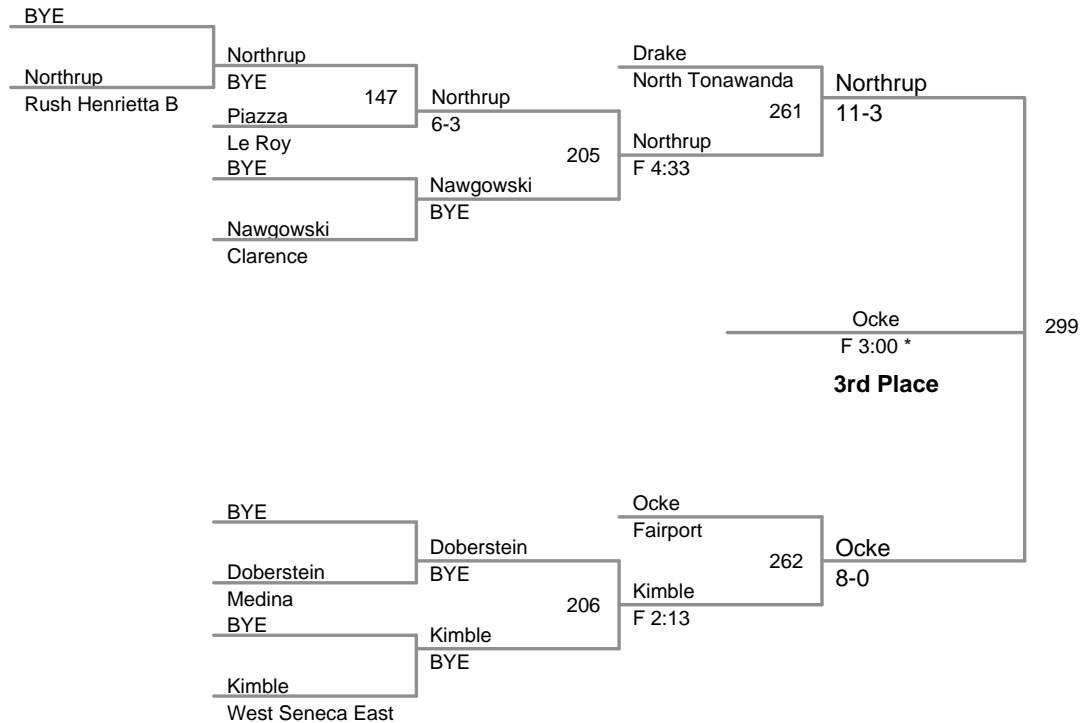 BYE
Northrup
Rush Henrietta B
Northrup
BYE
147
Piazza
Le Roy
BYE
Nawgowski
Clarence
Northrup
6-3
205
Nawgowski
BYE
Drake
North Tonawanda
261
Northrup
F 4:33
Northrup
11-3
Ocke
F 3:00 *
3rd Place
299
BYE
Doberstein
Medina
BYE
Kimble
West Seneca East
Doberstein
BYE
206
Kimble
BYE
Ocke
Fairport
262
Kimble
F 2:13
Ocke
8-0